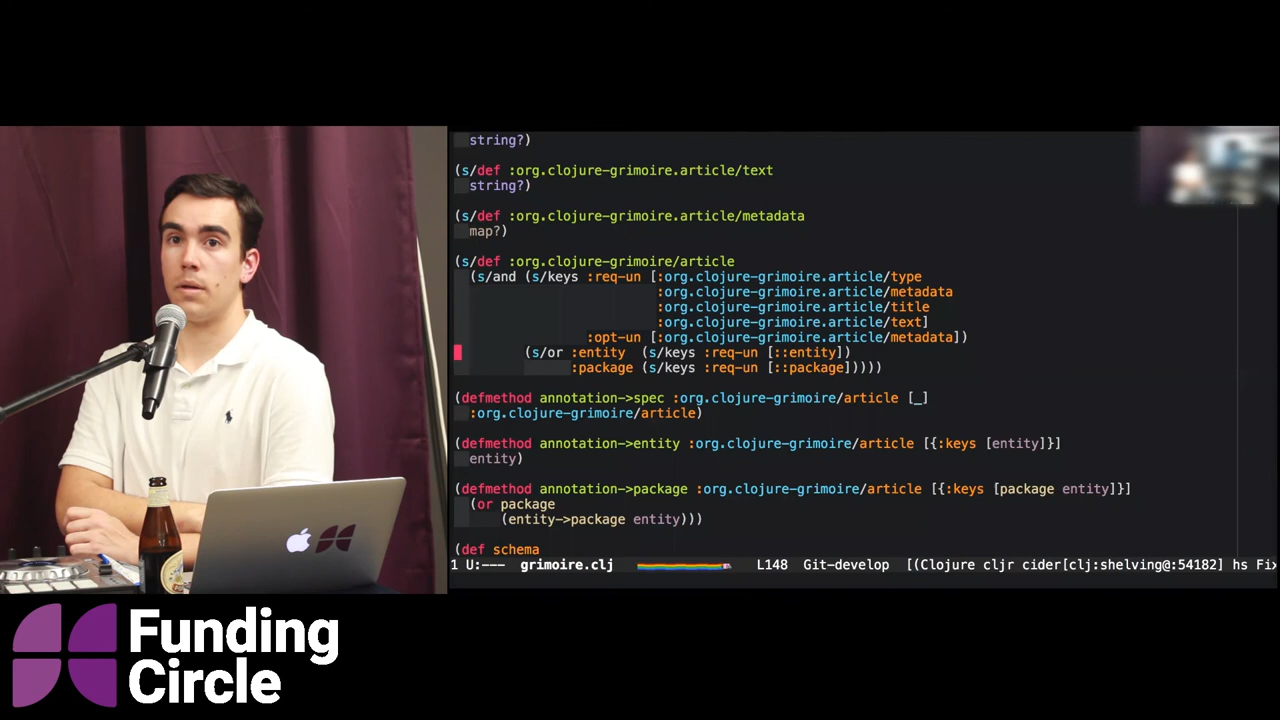 string?)
(s/def :org.clojure-grimoire.article/text
string?)
(s/def :org.clojure-grimoire.article/metadata
map?)
(s/def :org.clojure-grimoire/article
(s/and (s/keys :req-un [:org.clojure-grimoire.article/type
:org.clojure-grimoire.article/metadata
:org.clojure-grimoire.article/title
:org.clojure-grimoire.article/text]
:opt-un [:org.clojure-grimoire.article/metadata])
(s/or :entity  (s/keys :req-un [::entity])
:package (s/keys :req-un [::package]))))
(defmethod annotation->spec :org.clojure-grimoire/article [_]
:org.clojure-grimoire/article)
(defmethod annotation->entity :org.clojure-grimoire/article [{:keys [entity]}]
entity)
(defmethod annotation->package :org.clojure-grimoire/article [{:keys [package entity]}]
(or package
(entity->package entity)))
(def schema
1 U:--- grimoire.clj L148 Git-develop [(Clojure cljr cider[clj:shelving@:54182] hs Fix
Funding
Circle